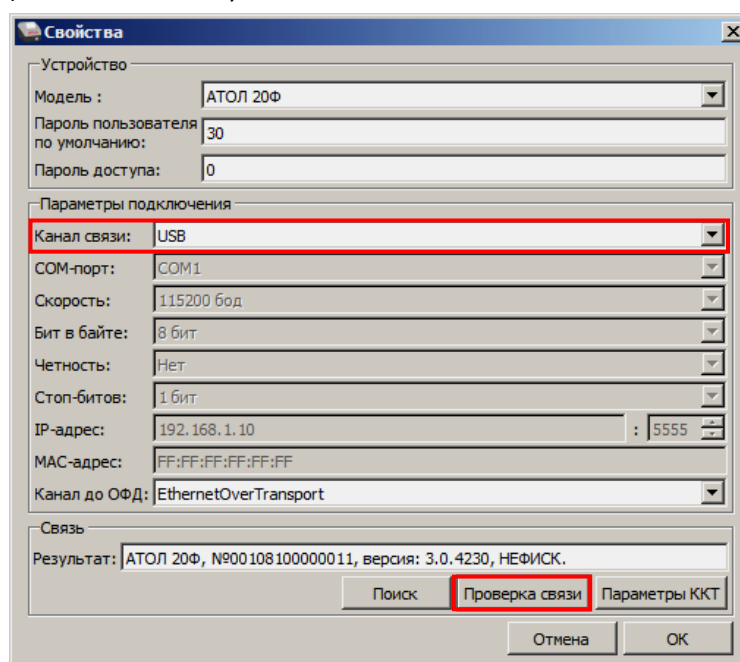 Свойства
Устройство
Модель : АТОЛ 20Ф
Пароль пользователя
по умолчанию: 30
Пароль доступа: 0
Параметры подключения
Канал связи: USB
COM-порт: COM1
Скорость: 115200 бод
Бит в байте: 8 бит
Четность: Нет
Стоп-битов: 1 бит
IP-адрес: 192.168.1.10 : 5555
MAC-адрес: FF:FF:FF:FF:FF:FF
Канал до ОФД: EthernetOverTransport
Связь
Результат: АТОЛ 20Ф, №00108100000011, версия: 3.0.4230, НЕФИСК.
Поиск Проверка связи Параметры ККТ
Отмена ОК